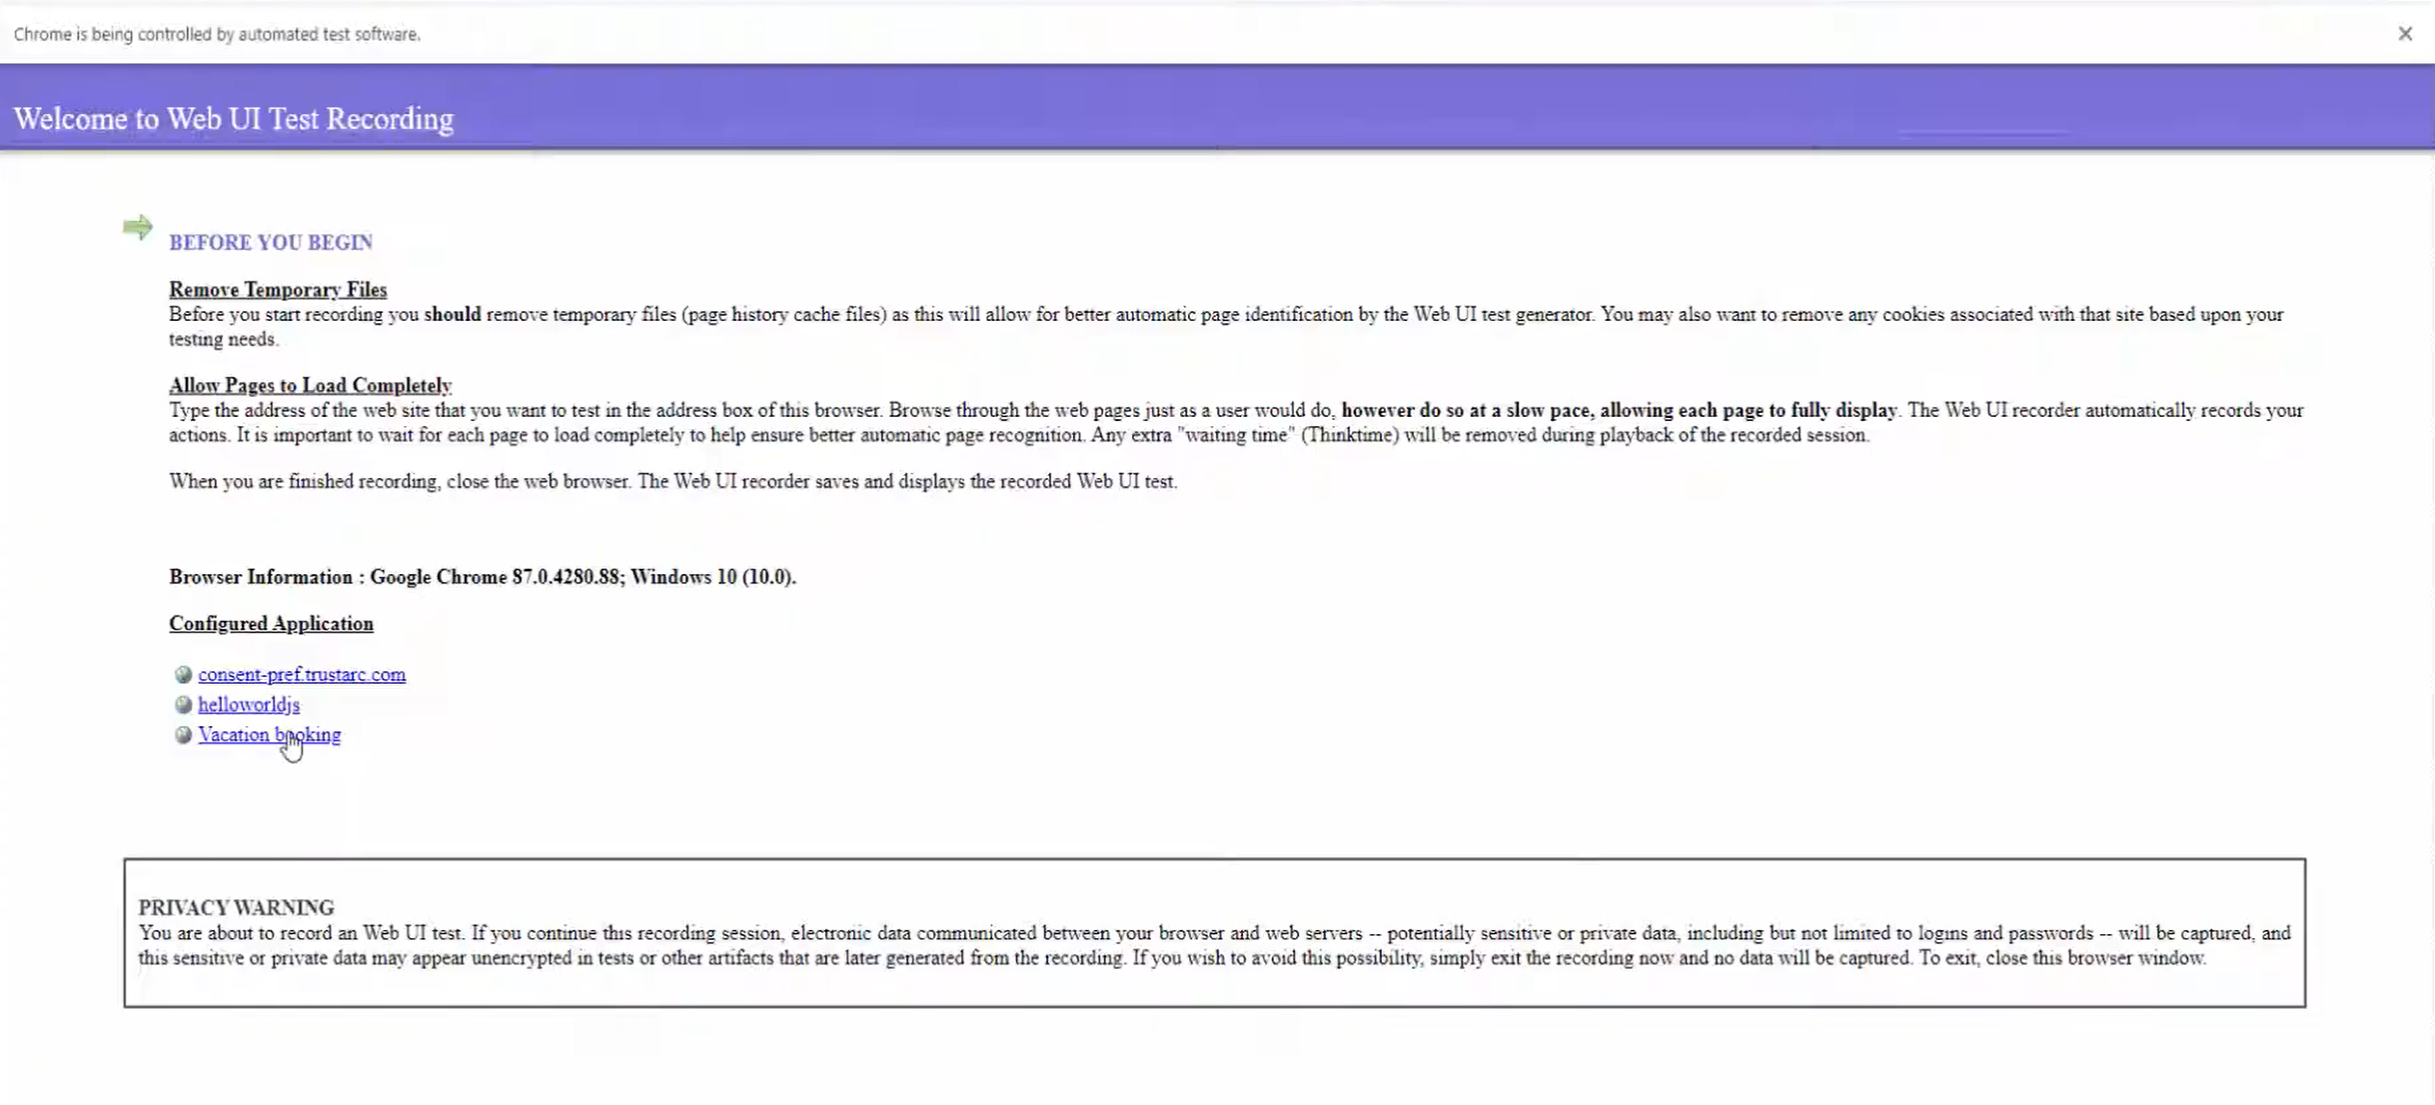 Chrome is being controlled by automated test software.
Welcome to Web UI Test Recording
BEFORE YOU BEGIN
Remove Temporary Files
Before you start recording you should remove temporary files (page history cache files) as this will allow for better automatic page identification by the Web UI test generator. You may also want to remove any cookies associated with that site based upon your
testing needs.
Allow Pages to Load Completely
Type the address of the web site that you want to test in the address box of this browser. Browse through the web pages just as a user would do, however do so at a slow pace, allowing each page to fully display. The Web UI recorder automatically records your
actions. It is important to wait for each page to load completely to help ensure better automatic page recognition. Any extra "waiting time" (Thinktime) will be removed during playback of the recorded session.
When you are finished recording, close the web browser. The Web UI recorder saves and displays the recorded Web UI test.
Browser Information : Google Chrome 87.0.4280.88; Windows 10 (10.0).
Configured Application
consent-pref.trustarc.com
helloworldjs
Vacation booking
PRIVACY WARNING
You are about to record an Web UI test. If you continue this recording session, electronic data communicated between your browser and web servers -- potentially sensitive or private data, including but not limited to logins and passwords -- will be captured, and
this sensitive or private data may appear unencrypted in tests or other artifacts that are later generated from the recording. If you wish to avoid this possibility, simply exit the recording now and no data will be captured. To exit, close this browser window.